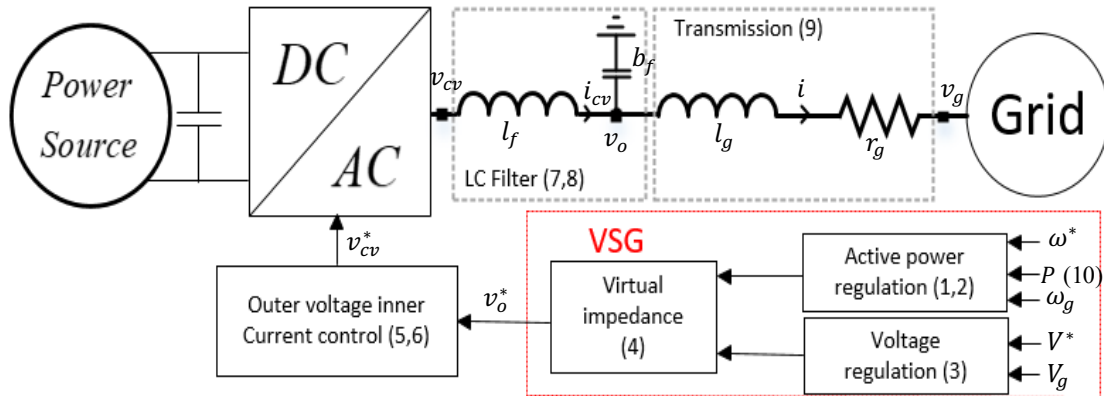 Power
Source
DC
AC
v_cv
l_f
i_cv
b_f
v_o
LC Filter (7,8)
Transmission (9)
l_g
i
r_g
v_g
Grid
v*_cv
Outer voltage inner
Current control (5,6)
v*_o
VSG
Virtual
impedance
(4)
Active power
regulation (1,2)
ω*
P (10)
ω_g
Voltage
regulation (3)
V*
V_g